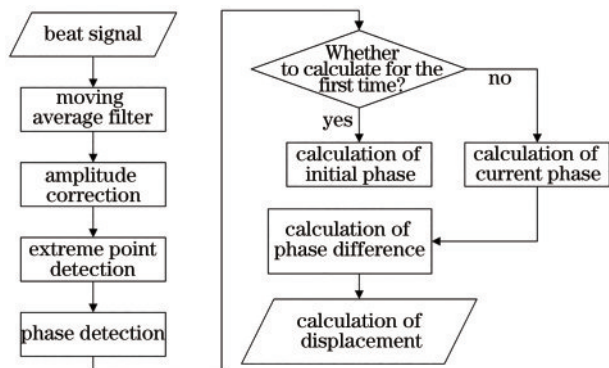 beat signal
moving
average filter
amplitude
correction
extreme point
detection
phase detection
Whether
to calculate for the
first time?
no
yes
calculation of
initial phase
calculation of
current phase
calculation of
phase difference
calculation of
displacement